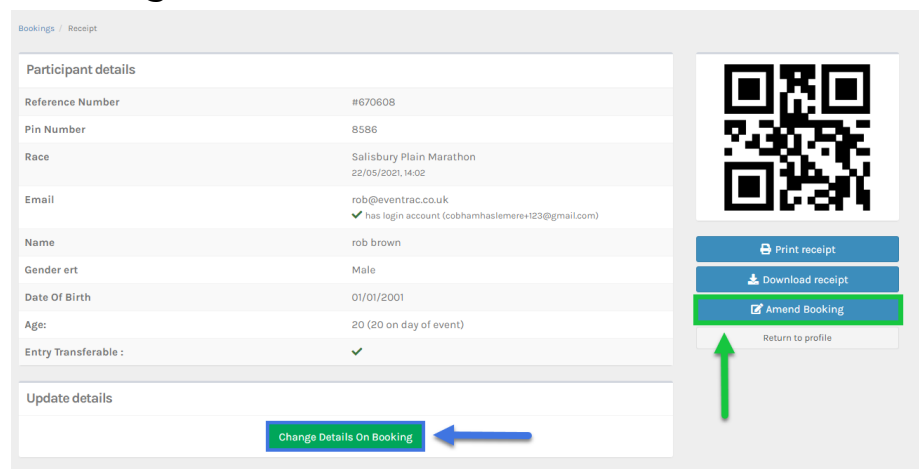 Bookings / Receipt
Participant details
Reference Number #670608
Pin Number 8586
Race Salisbury Plain Marathon
22/05/2021, 14:02
Email rob@eventrac.co.uk
has login account (cobhamhaslemere+123@gmail.com)
Name rob brown
Gender ert Male
Date Of Birth 01/01/2001
Age: 20 (20 on day of event)
Entry Transferable :
Update details
Change Details On Booking
Print receipt
Download receipt
Amend Booking
Return to profile